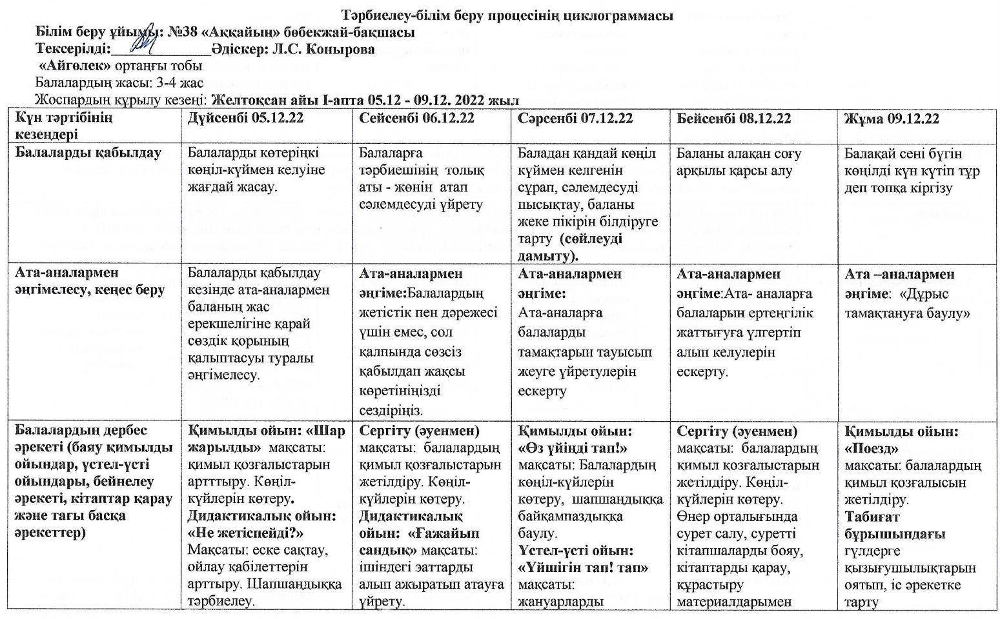 Тәрбиелеу-білім беру процесінің циклограммасы
Білім беру ұйымы: №38 «Аққайың» бөбекжай-бақшасы
Тексерілді:____________Әдіскер: Л.С. Конырова
«Айгөлек» ортаңғы тобы
Балалардың жасы: 3-4 жас
Жоспардың құрылу кезеңі: Желтоқсан айы І-апта 05.12 - 09.12. 2022 жыл
Күн тәртібінің
кезеңдері
Дүйсенбі 05.12.22
Сейсенбі 06.12.22
Сәрсенбі 07.12.22
Бейсенбі 08.12.22
Жұма 09.12.22
Балаларды қабылдау
Балаларды көтеріңкі
көңіл-күймен келуіне
жағдай жасау.
Балаларға
тәрбиешінің толық
аты - жөнін атап
сәлемдесуді үйрету
Баладан қандай көңіл
күймен келгенін
сұрап, сәлемдесуді
пысықтау, баланы
жеке пікірін білдіруге
тарту (сөйлеуді
дамыту).
Баланы алақан соғу
арқылы қарсы алу
Балақай сені бүгін
көңілді күн күтіп тұр
деп топқа кіргізу
Ата-аналармен
әңгімелесу, кеңес беру
Балаларды қабылдау
кезінде ата-аналармен
баланың жас
ерекшелігіне қарай
сөздік қорының
қалыптасуы туралы
әңгімелесу.
Ата-аналармен
әңгіме:Балалардың
жетістік пен дәрежесі
үшін емес, сол
қалпында сөзсіз
қабылдап жақсы
көретініңізді
сездіріңіз.
Ата-аналармен
әңгіме:
Ата-аналарға
балаларды
тамақтарын тауысып
жеуге үйретулерін
ескерту
Ата-аналармен
әңгіме:Ата- аналарға
балаларын ертеңгілік
жаттығуға үлгертіп
алып келулерін
ескерту.
Ата –аналармен
әңгіме: «Дұрыс
тамақтануға баулу»
Балалардың дербес
әрекеті (баяу қимылды
ойындар, үстел-үсті
ойындары, бейнелеу
әрекеті, кітаптар қарау
және тағы басқа
әрекеттер)
Қимылды ойын: «Шар
жарылды» мақсаты:
қимыл қозғалыстарын
артттыру. Көңіл-
күйлерін көтеру.
Дидактикалық ойын:
«Не жетіспейді?»
Мақсаты: еске сақтау,
ойлау қабілеттерін
арттыру. Шапшаңдыққа
тәрбиелеу.
Сергіту (әуенмен)
мақсаты: балалардың
қимыл қозғалыстарын
жетілдіру. Көңіл-
күйлерін көтеру.
Дидактикалық
ойын: «Ғажайып
сандық» мақсаты:
ішіндегі заттарды
алып ажыратып атауға
үйрету.
Қимылды ойын:
«Өз үйіңді тап!»
мақсаты: Балалардың
көңіл-күйлерін
көтеру, шапшаңдыққа
байқампаздыққа
баулу.
Үстел-үсті ойын:
«Үйшігін тап! тап»
мақсаты:
жануарларды
Сергіту (әуенмен)
мақсаты: балалардың
қимыл қозғалыстарын
жетілдіру. Көңіл-
күйлерін көтеру.
Өнер орталығында
сурет салу, суретті
кітапшаларды бояу,
кітаптарды қарау,
құрастыру
материалдарымен
Қимылды ойын:
«Поезд»
мақсаты: балалардың
қимыл қозғалысын
жетілдіру.
Табиғат
бұрышындағы
гүлдерге
қызығушылықтарын
оятып, іс әрекетке
тарту